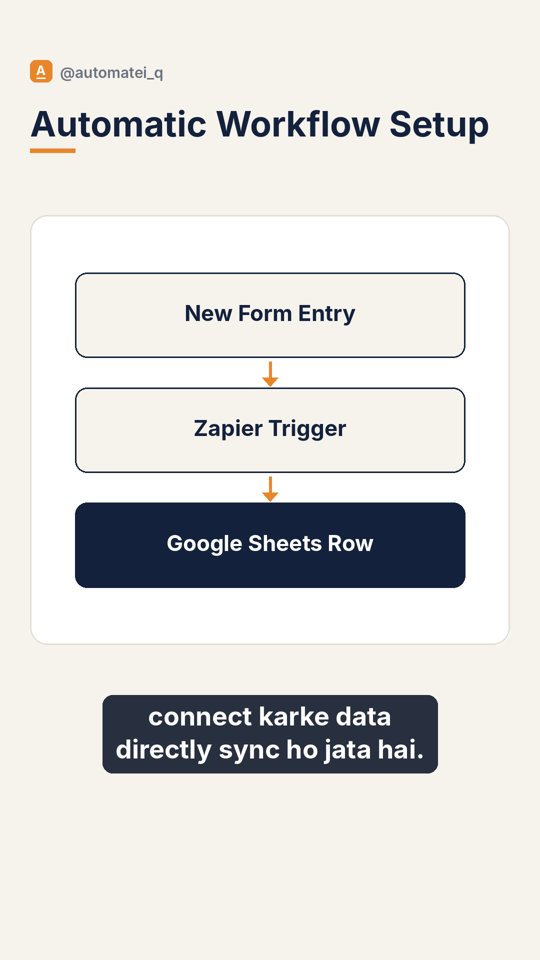 A @automatei_q
Automatic Workflow Setup
New Form Entry
Zapier Trigger
Google Sheets Row
connect karke data
directly sync ho jata hai.